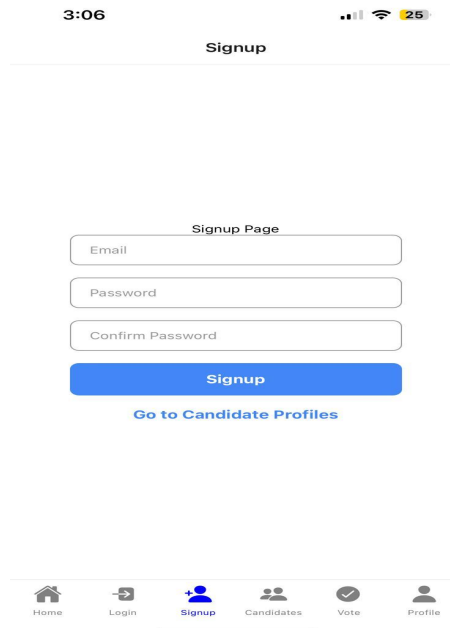 3:06 25
Signup
Signup Page
Email
Password
Confirm Password
Signup
Go to Candidate Profiles
Home Login Signup Candidates Vote Profile